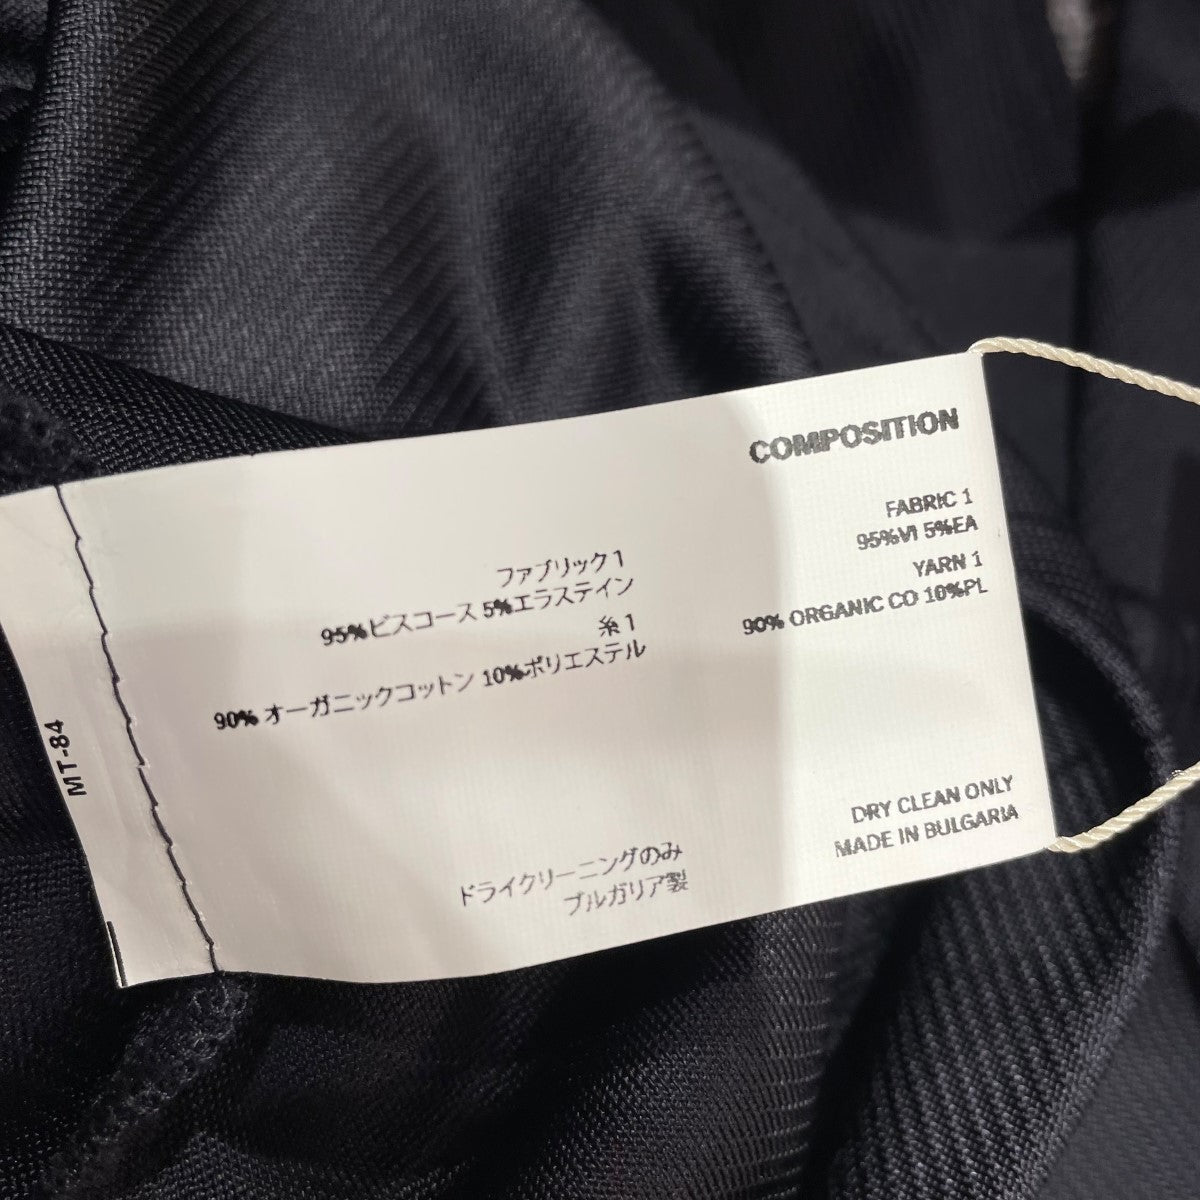 COMPOSITION
FABRIC 1
95%VI 5%EA
YARN 1
90% ORGANIC CO 10%PL
DRY CLEAN ONLY
MADE IN BULGARIA
ファブリック1
95%ビスコース 5%エラステイン
糸1
90% オーガニックコットン 10%ポリエステル
ドライクリーニングのみ
ブルガリア製
MT-84